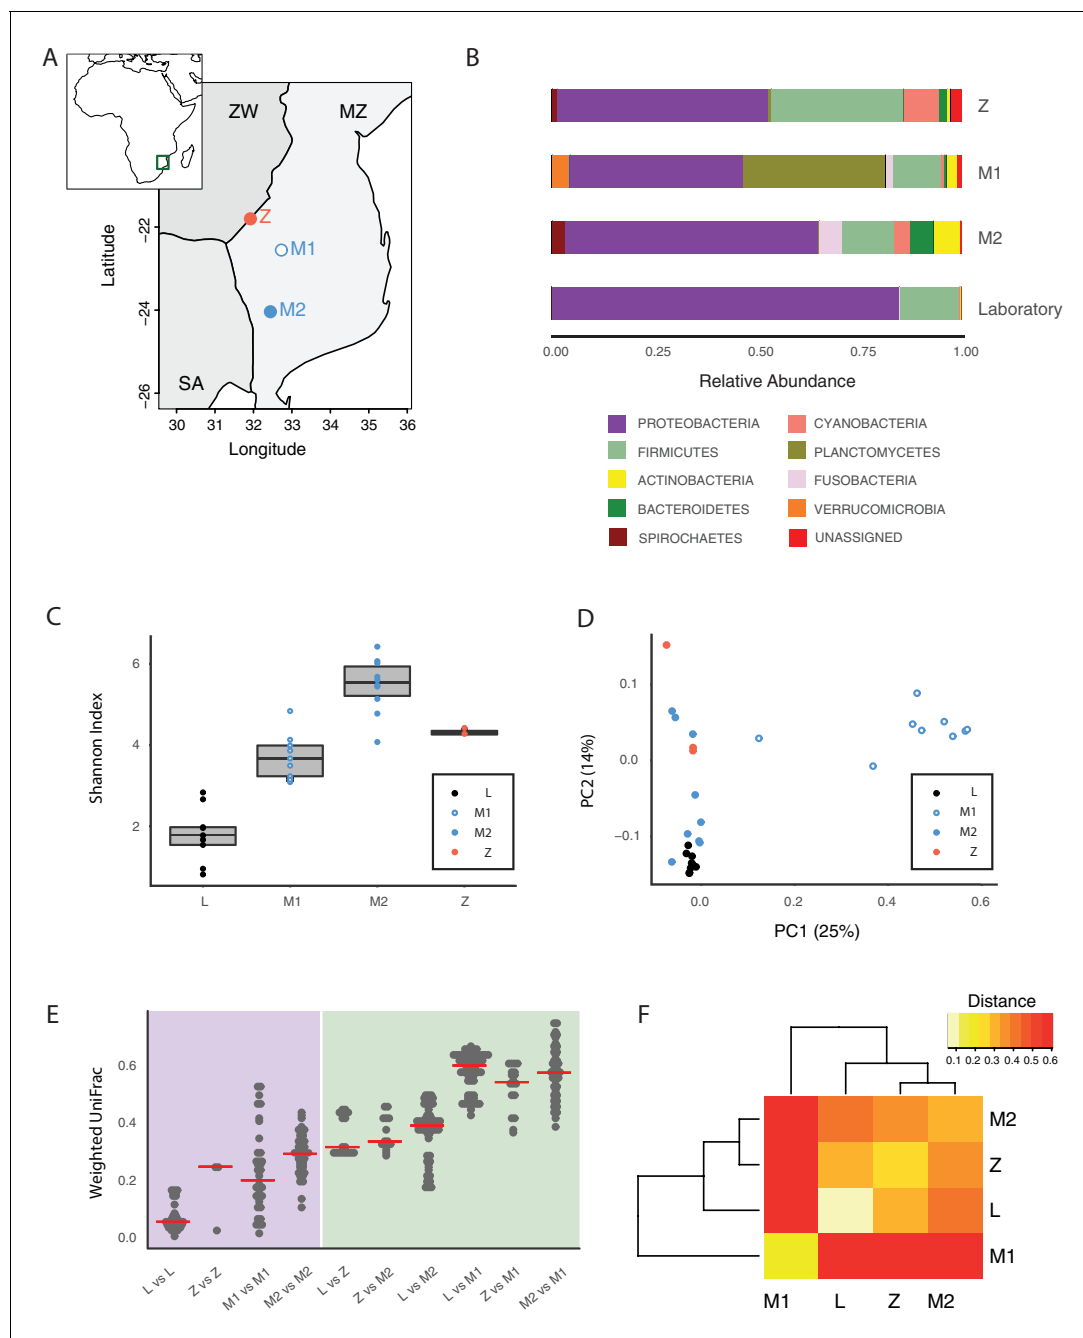 A
ZW
MZ
Z
M1
M2
SA
-22
-24
-26
Latitude
30 31 32 33 34 35 36
Longitude
B
Z
M1
M2
Laboratory
0.00 0.25 0.50 0.75 1.00
Relative Abundance
PROTEOBACTERIA
CYANOBACTERIA
FIRMICUTES
PLANCTOMYCETES
ACTINOBACTERIA
FUSOBACTERIA
BACTEROIDETES
VERRUCOMICROBIA
SPIROCHAETES
UNASSIGNED
C
Shannon Index
6
4
2
L M1 M2 Z
L
M1
M2
Z
D
PC2 (14%)
0.1
0.0
−0.1
0.0 0.2 0.4 0.6
PC1 (25%)
L
M1
M2
Z
E
Weighted UniFrac
0.6
0.4
0.2
0.0
L vs L
Z vs Z
M1 vs M1
M2 vs M2
L vs Z
Z vs M2
L vs M2
L vs M1
Z vs M1
M2 vs M1
F
Distance
0.1 0.2 0.3 0.4 0.5 0.6
M2
Z
L
M1
M1 L Z M2